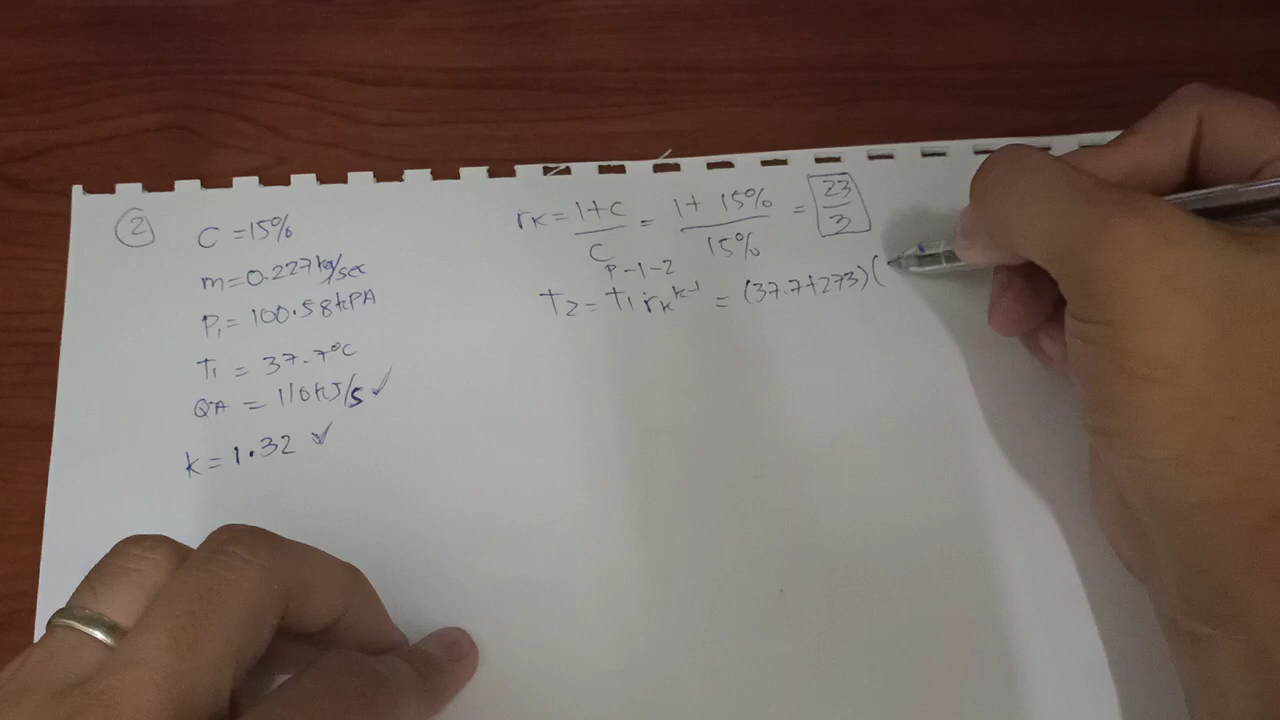 ② C = 15%
m = 0.227 kg/sec
P₁ = 100.58 kPA
T₁ = 37.7°C
QA = 110 kJ/s ✓
k = 1.32 ✓
rk = 1+C/C = 1+15%/15% = 23/3
P-1-2
T₂ = T₁ rk^k-1 = (37.7+273)(